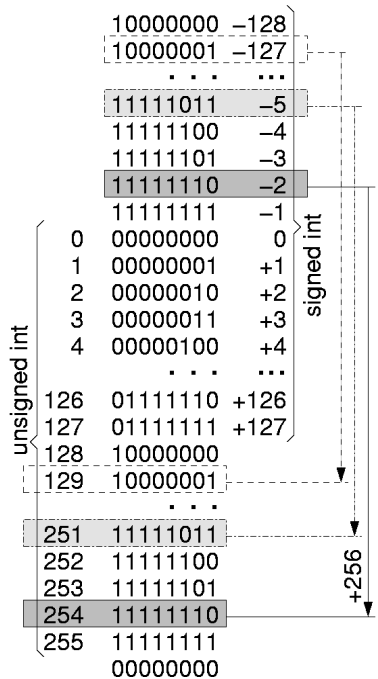 10000000 −128
10000001 −127
. . . ...
11111011 −5
11111100 −4
11111101 −3
11111110 −2
11111111 −1
0 00000000 0
1 00000001 +1
2 00000010 +2
3 00000011 +3
4 00000100 +4
. . . ...
126 01111110 +126
127 01111111 +127
128 10000000
129 10000001
. . .
251 11111011
252 11111100
253 11111101
254 11111110
255 11111111
00000000
unsigned int
signed int
+256